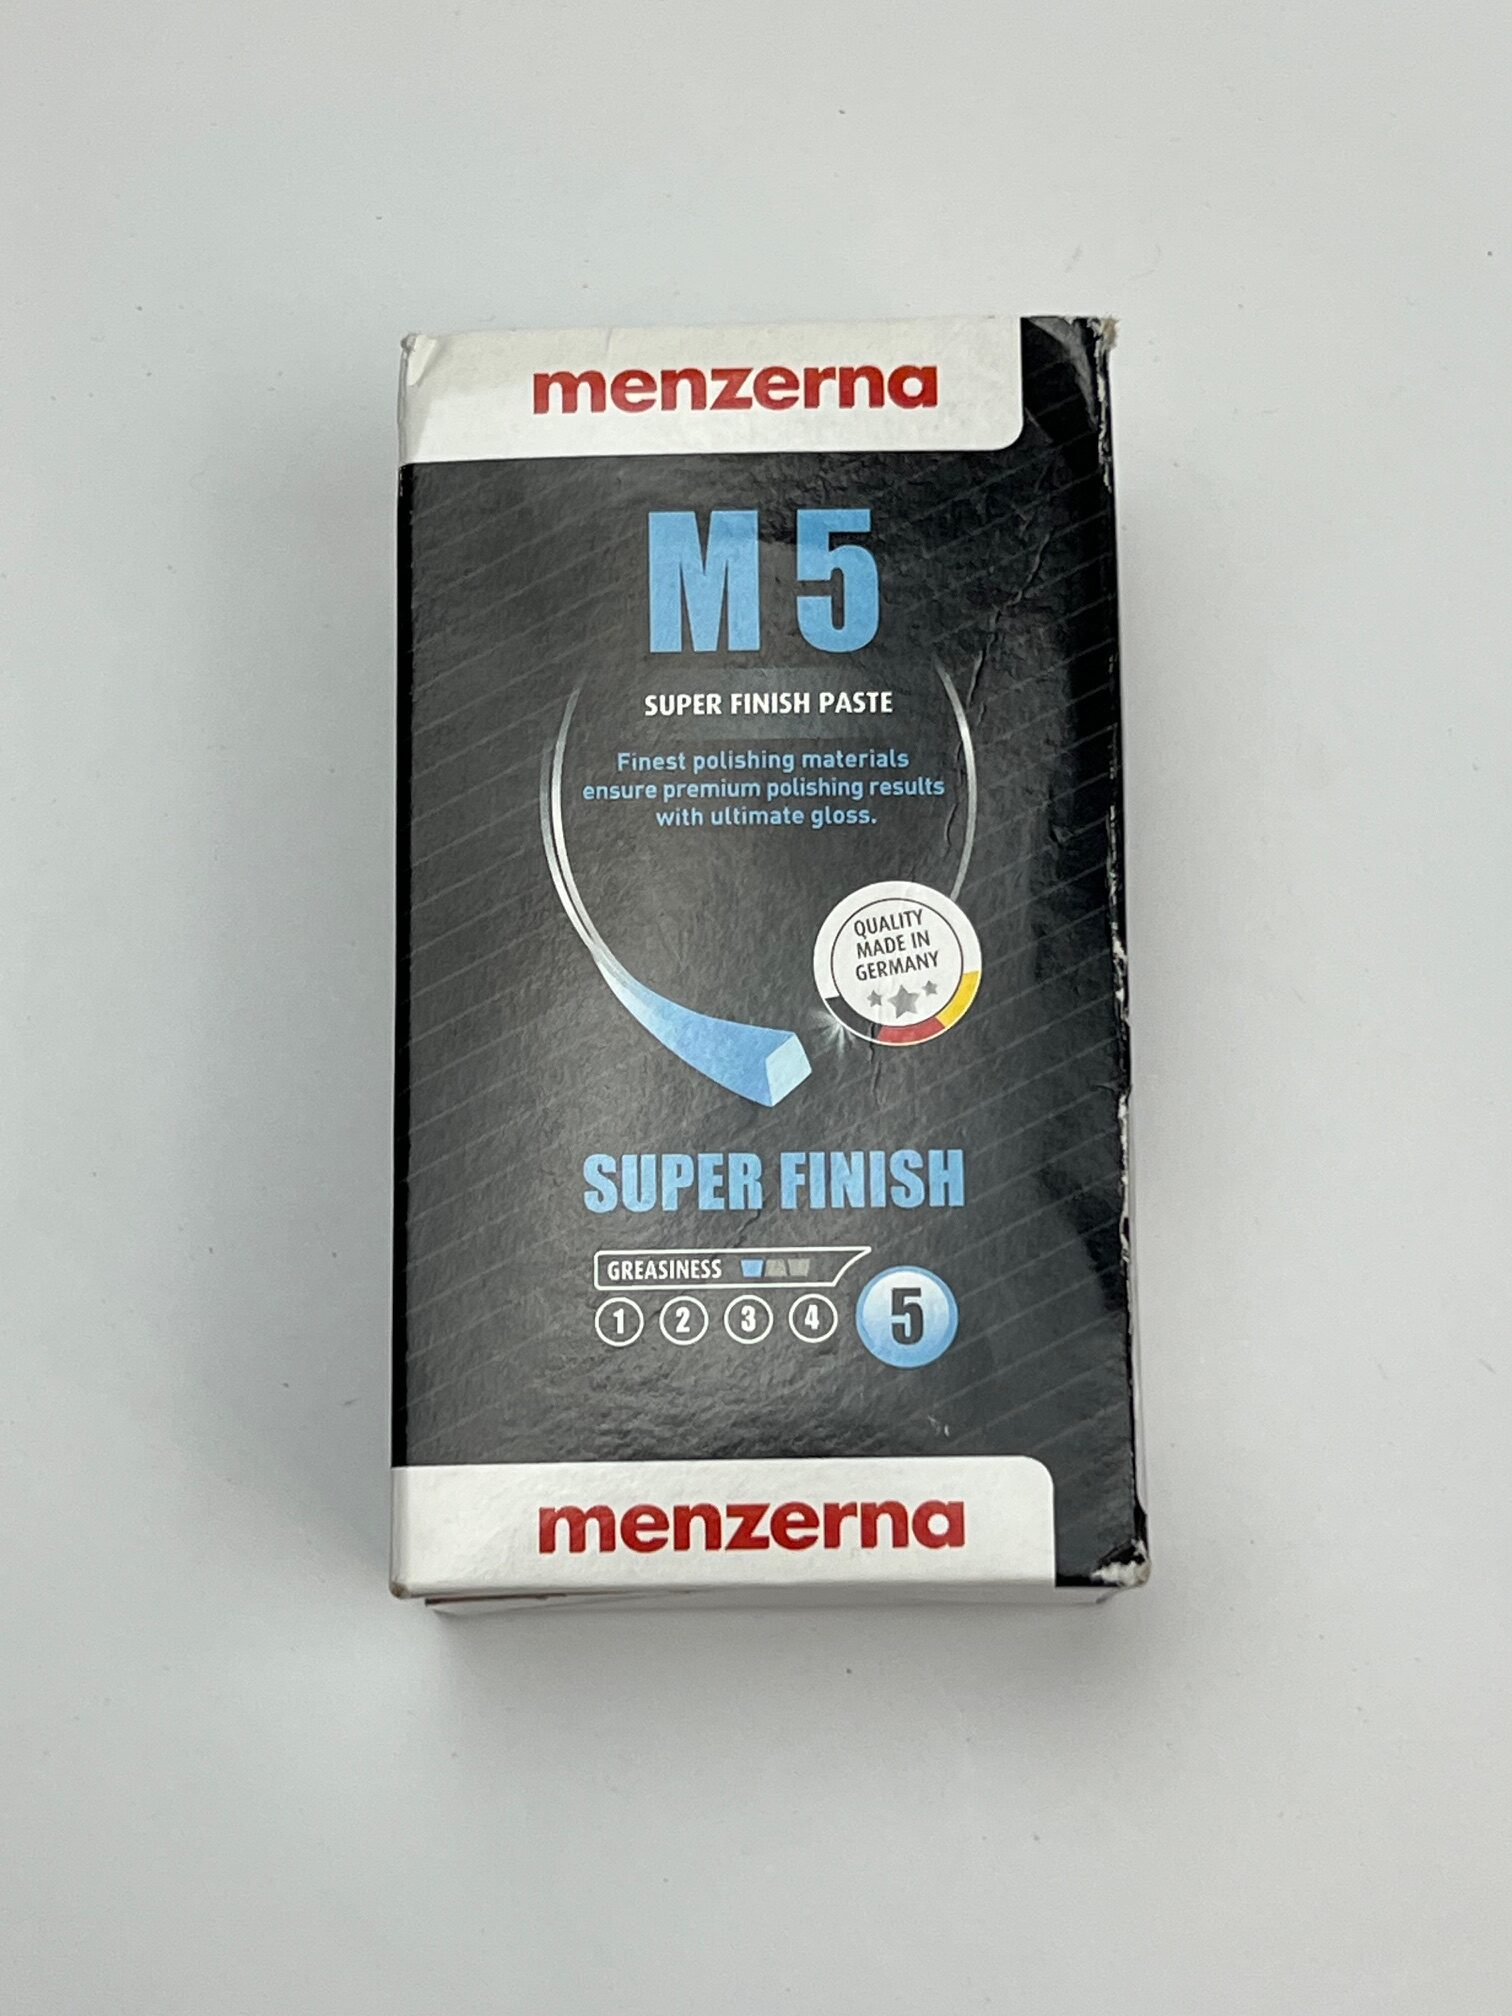 menzerna
M 5
SUPER FINISH PASTE
Finest polishing materials
ensure premium polishing results
with ultimate gloss.
QUALITY
MADE IN
GERMANY
SUPER FINISH
GREASINESS
1 2 3 4 5
menzerna